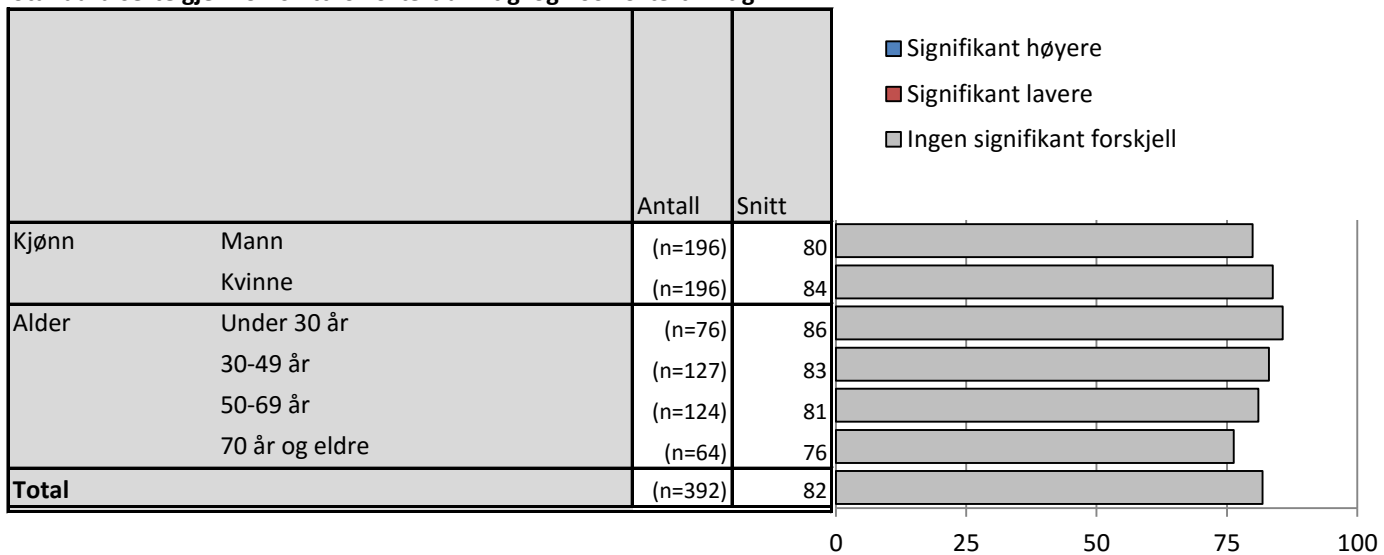 Signifikant høyere
Signifikant lavere
Ingen signifikant forskjell
Antall Snitt
Kjønn Mann (n=196) 80
Kvinne (n=196) 84
Alder Under 30 år (n=76) 86
30-49 år (n=127) 83
50-69 år (n=124) 81
70 år og eldre (n=64) 76
Total (n=392) 82
0 25 50 75 100